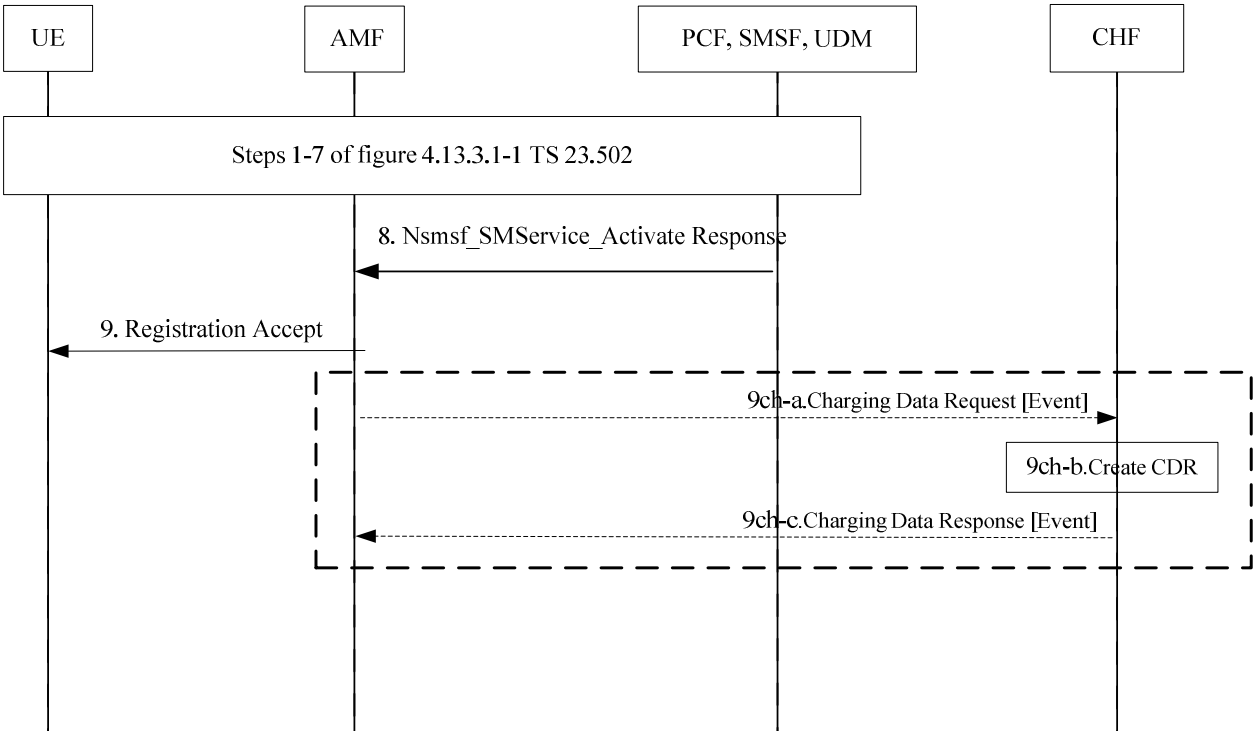 UE
AMF
PCF, SMSF, UDM
CHF
Steps 1-7 of figure 4.13.3.1-1 TS 23.502
8. Nsmsf_SMService_Activate Response
9. Registration Accept
9ch-a.Charging Data Request [Event]
9ch-b.Create CDR
9ch-c.Charging Data Response [Event]